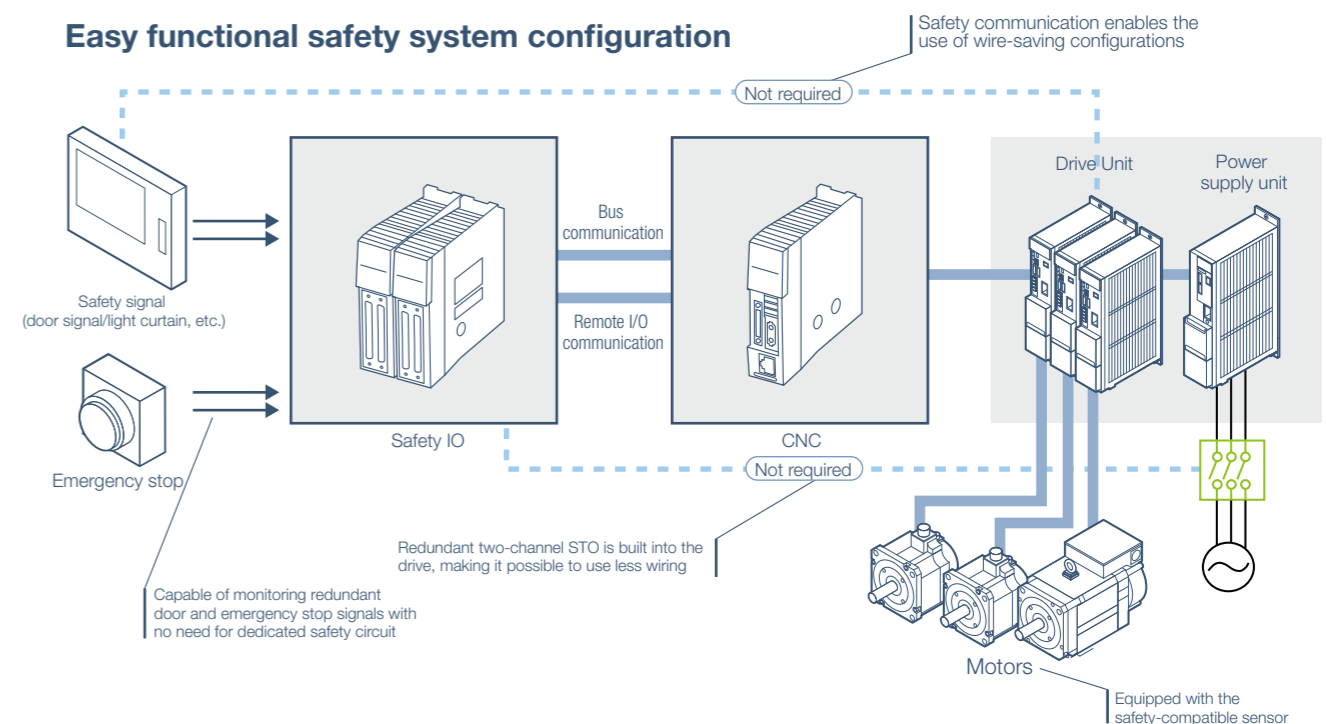 Easy functional safety system configuration
Safety communication enables the
use of wire-saving configurations
Not required
Drive Unit
Power
supply unit
Bus
communication
Safety signal
(door signal/light curtain, etc.)
Remote I/O
communication
Safety IO
CNC
Emergency stop
Not required
Redundant two-channel STO is built into the
drive, making it possible to use less wiring
Capable of monitoring redundant
door and emergency stop signals with
no need for dedicated safety circuit
Motors
Equipped with the
safety-compatible sensor